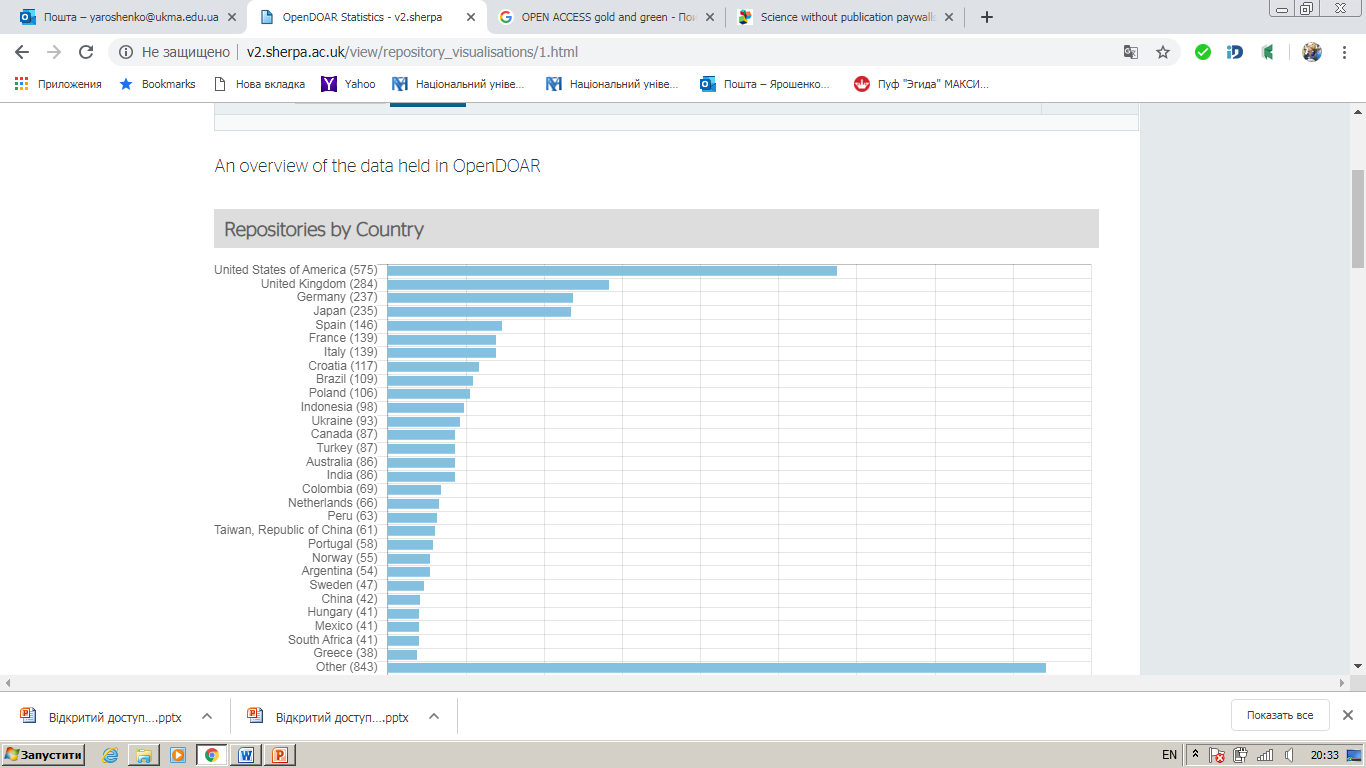 Пошта – yaroshenko@ukma.edu.ua
OpenDOAR Statistics - v2.sherpa
OPEN ACCESS gold and green - Пои
Science without publication paywalls
Не защищено | v2.sherpa.ac.uk/view/repository_visualisations/1.html
Приложения
Bookmarks
Нова вкладка
Yahoo
Національний уніве...
Національний уніве...
Пошта – Ярошенко...
Пуф "Эгида" МАКСИ...
An overview of the data held in OpenDOAR
Repositories by Country
United States of America (575)
United Kingdom (284)
Germany (237)
Japan (235)
Spain (146)
France (139)
Italy (139)
Croatia (117)
Brazil (109)
Poland (106)
Indonesia (98)
Ukraine (93)
Canada (87)
Turkey (87)
Australia (86)
India (86)
Colombia (69)
Netherlands (66)
Peru (63)
Taiwan, Republic of China (61)
Portugal (58)
Norway (55)
Argentina (54)
Sweden (47)
China (42)
Hungary (41)
Mexico (41)
South Africa (41)
Greece (38)
Other (843)
Відкритий доступ....pptx
Відкритий доступ....pptx
Показать все
Запустити
EN
20:33